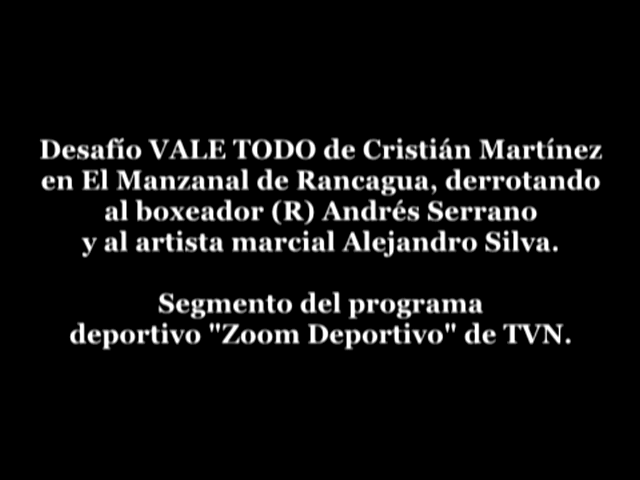 Desafío VALE TODO de Cristián Martínez
en El Manzanal de Rancagua, derrotando
al boxeador (R) Andrés Serrano
y al artista marcial Alejandro Silva.
Segmento del programa
deportivo "Zoom Deportivo" de TVN.